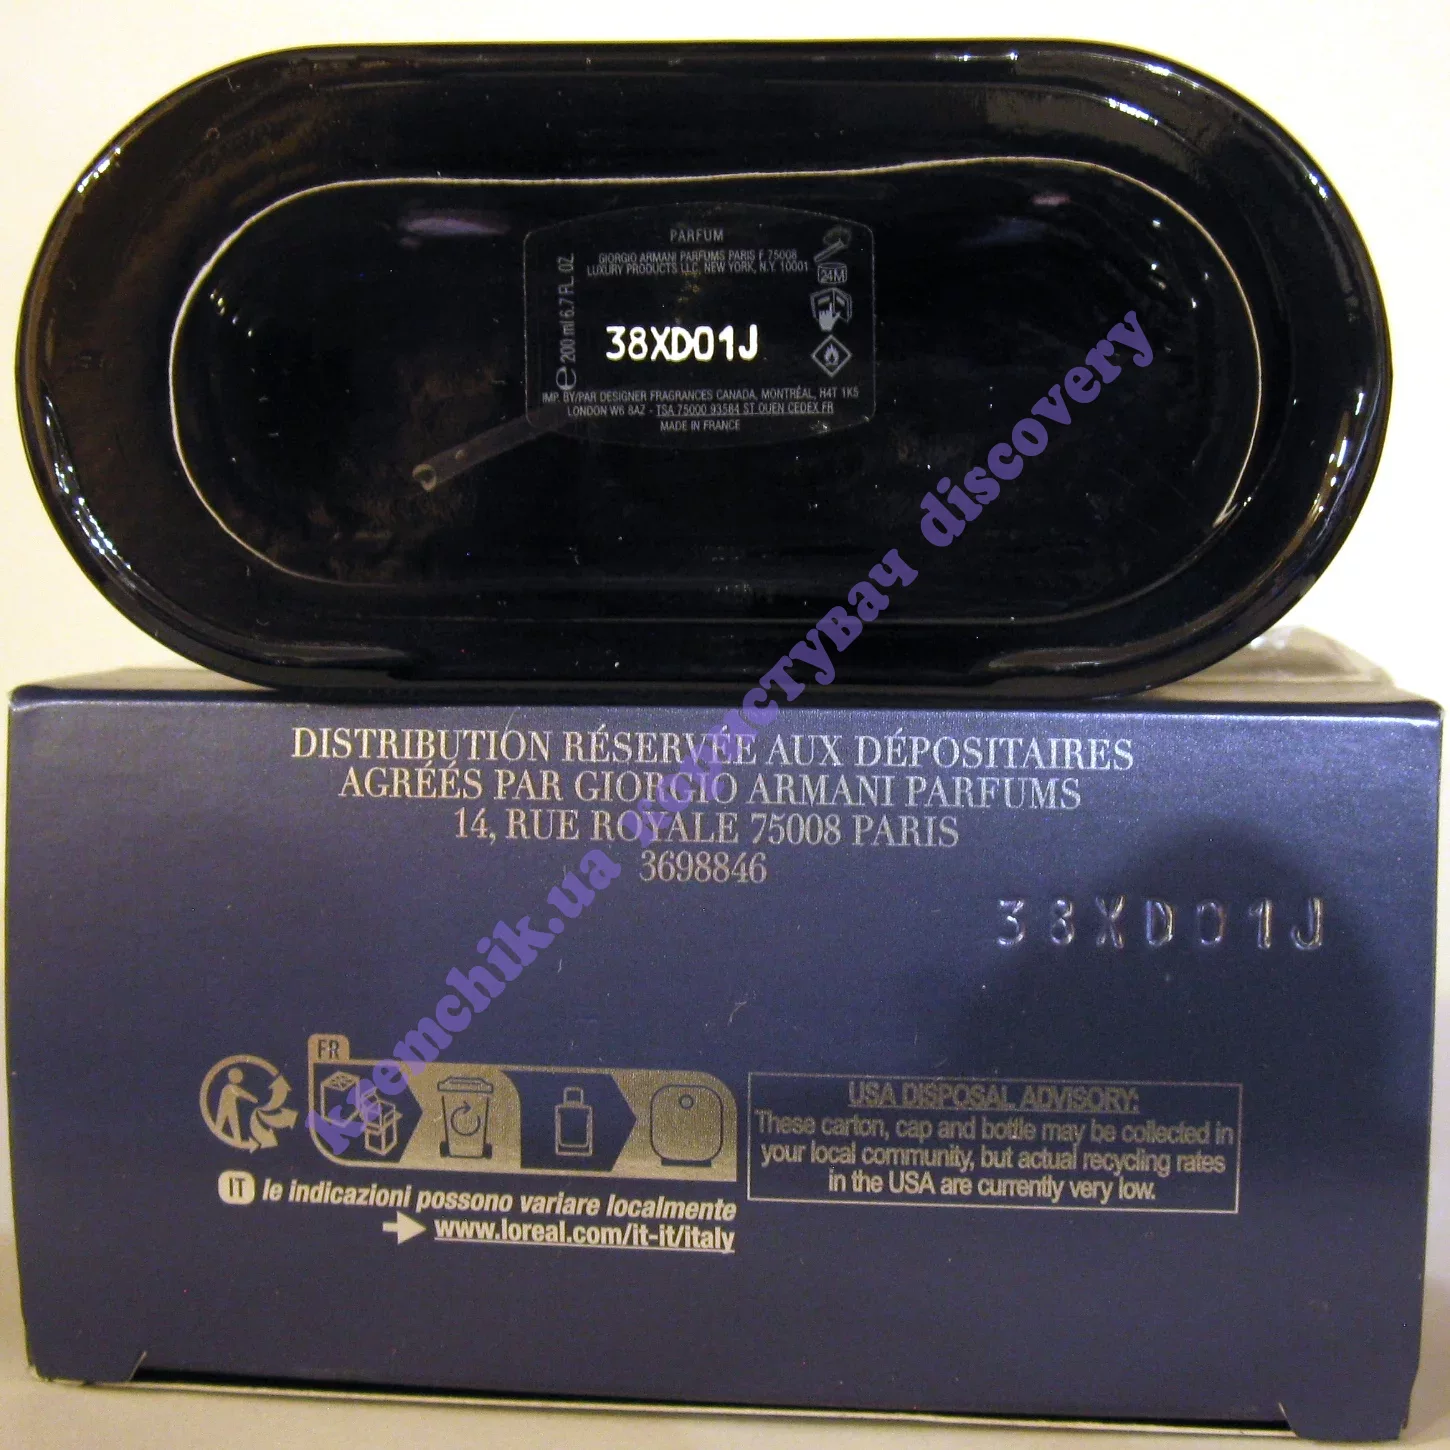 PARFUM
GIORGIO ARMANI PARFUMS PARIS F 75008
LUXURY PRODUCTS LLC, NEW YORK, N.Y. 10001
24M
e 200 ml 6.7 FL. OZ
38XD01J
IMP. BY/PAR DESIGNER FRAGRANCES CANADA, MONTRÉAL, H4T 1K5
LONDON W6 8AZ - TSA 75000 93584 ST OUEN CEDEX FR
MADE IN FRANCE
kremchik.ua констувач discovery
DISTRIBUTION RÉSERVÉE AUX DÉPOSITAIRES
AGRÉÉS PAR GIORGIO ARMANI PARFUMS
14, RUE ROYALE 75008 PARIS
3698846
38XD01J
FR
IT le indicazioni possono variare localmente
www.loreal.com/it-it/italy
USA DISPOSAL ADVISORY:
These carton, cap and bottle may be collected in
your local community, but actual recycling rates
in the USA are currently very low.